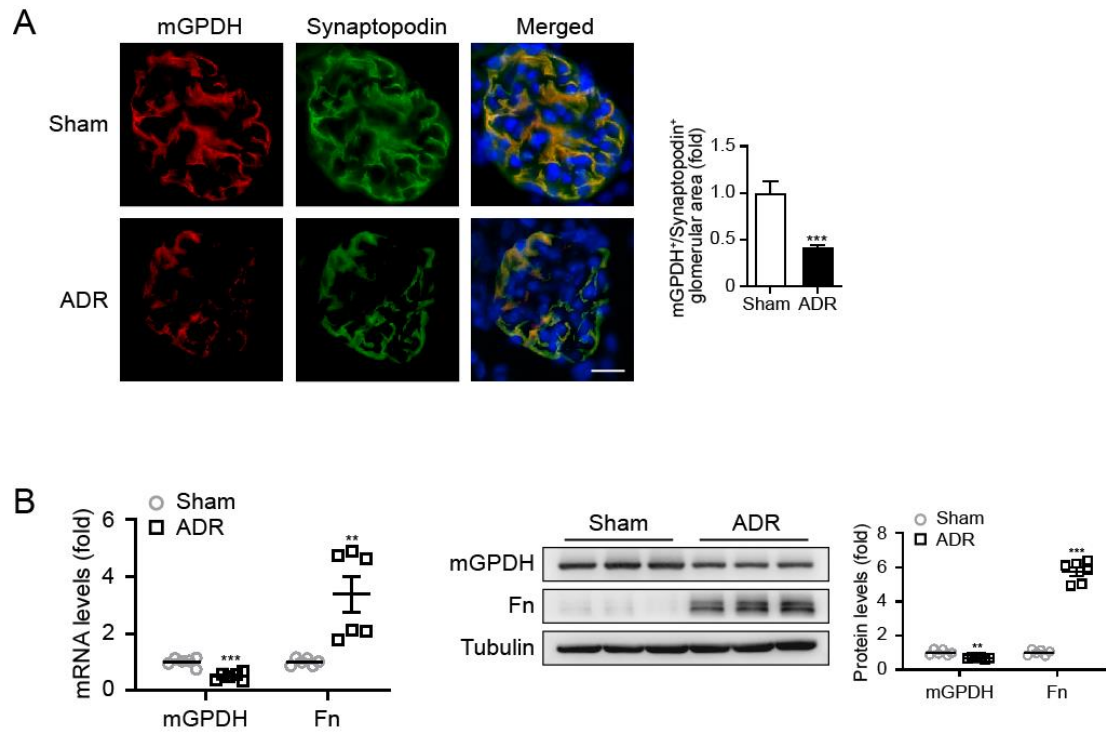 A
mGPDH Synaptopodin Merged
Sham
ADR
mGPDH⁺/Synaptopodin⁺
glomerular area (fold)
1.5
1.0
0.5
0
***
Sham ADR
B
Sham
ADR
mRNA levels (fold)
6
4
2
0
***
**
mGPDH Fn
Sham ADR
mGPDH
Fn
Tubulin
Sham
ADR
Protein levels (fold)
8
6
4
2
0
**
***
mGPDH Fn